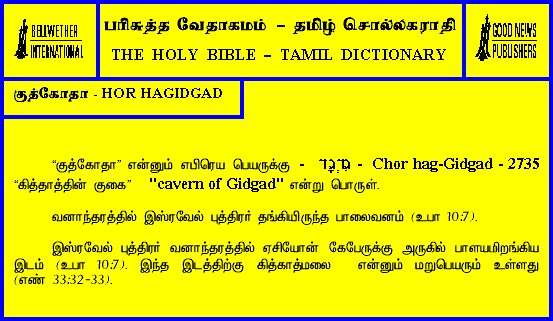 BELLWETHER
INTERNATIONAL
பரிசுத்த வேதாகமம் – தமிழ் சொல்லகராதி
THE HOLY BIBLE – TAMIL DICTIONARY
GOOD NEWS
PUBLISHERS
குத்கோதா - HOR HAGIDGAD
“குத்கோதா” என்னும் எபிரெய பெயருக்கு - - Chor hag-Gidgad - 2735
“கித்காத்தின் குகை” "cavern of Gidgad" என்று பொருள்.
வனாந்தரத்தில் இஸ்ரவேல் புத்திரர் தங்கியிருந்த பாலைவனம் (உபா 10:7).
இஸ்ரவேல் புத்திரர் வனாந்தரத்தில் ஏசியோன் கேபேருக்கு அருகில் பாளயமிறங்கிய
இடம் (உபா 10:7). இந்த இடத்திற்கு கித்காத்மலை என்னும் மறுபெயரும் உள்ளது
(எண் 33:32-33).